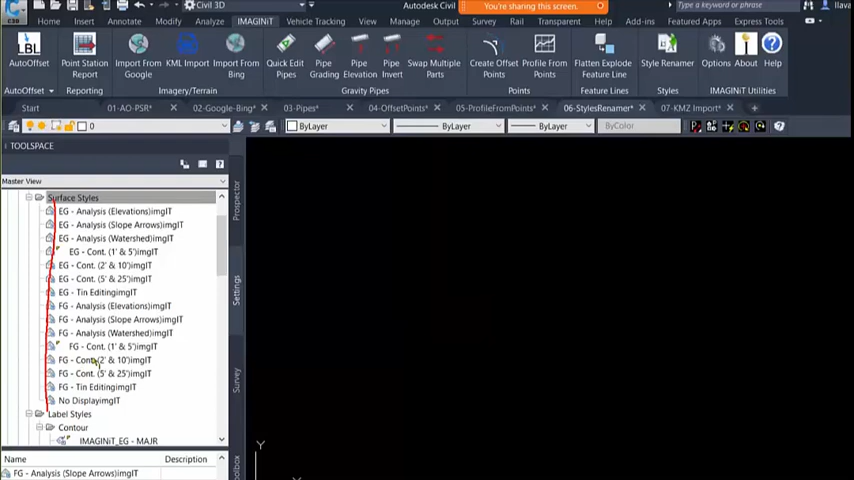 Civil 3D
You're sharing this screen.
Autodesk Civil
Type a keyword or phrase
Ilava
C3D
Home Insert Annotate Modify Analyze IMAGINiT Vehicle Tracking View Manage Output Survey Rail Transparent Help Add-ins Featured Apps Express Tools
LBL
AutoOffset
Point Station Report
Import From Google
KML Import
Import From Bing
Quick Edit Pipes
Pipe Grading
Pipe Elevation
Pipe Invert
Swap Multiple Parts
Create Offset Points
Profile From Points
Flatten Explode Feature Line
Style Renamer
Options
About
Help
AutoOffset Reporting Imagery/Terrain Gravity Pipes Points Feature Lines Styles IMAGINiT Utilities
Start 01-AO-PSR* 02-Google-Bing* 03-Pipes* 04-OffsetPoints* 05-ProfileFromPoints* 06-StylesRenamer* 07-KMZ Import*
0 ByLayer ByLayer ByLayer ByColor
TOOLSPACE
Master View
Prospector
Settings
Survey
Toolbox
Surface Styles
EG - Analysis (Elevations)imgIT
EG - Analysis (Slope Arrows)imgIT
EG - Analysis (Watershed)imgIT
EG - Cont. (1' & 5')imgIT
EG - Cont. (2' & 10')imgIT
EG - Cont. (5' & 25')imgIT
EG - Tin EditingimgIT
FG - Analysis (Elevations)imgIT
FG - Analysis (Slope Arrows)imgIT
FG - Analysis (Watershed)imgIT
FG - Cont. (1' & 5')imgIT
FG - Cont. (2' & 10')imgIT
FG - Cont. (5' & 25')imgIT
FG - Tin EditingimgIT
No DisplayimgIT
Label Styles
Contour
IMAGINiT_EG - MAJR
Name Description
FG - Analysis (Slope Arrows)imgIT
Y
X